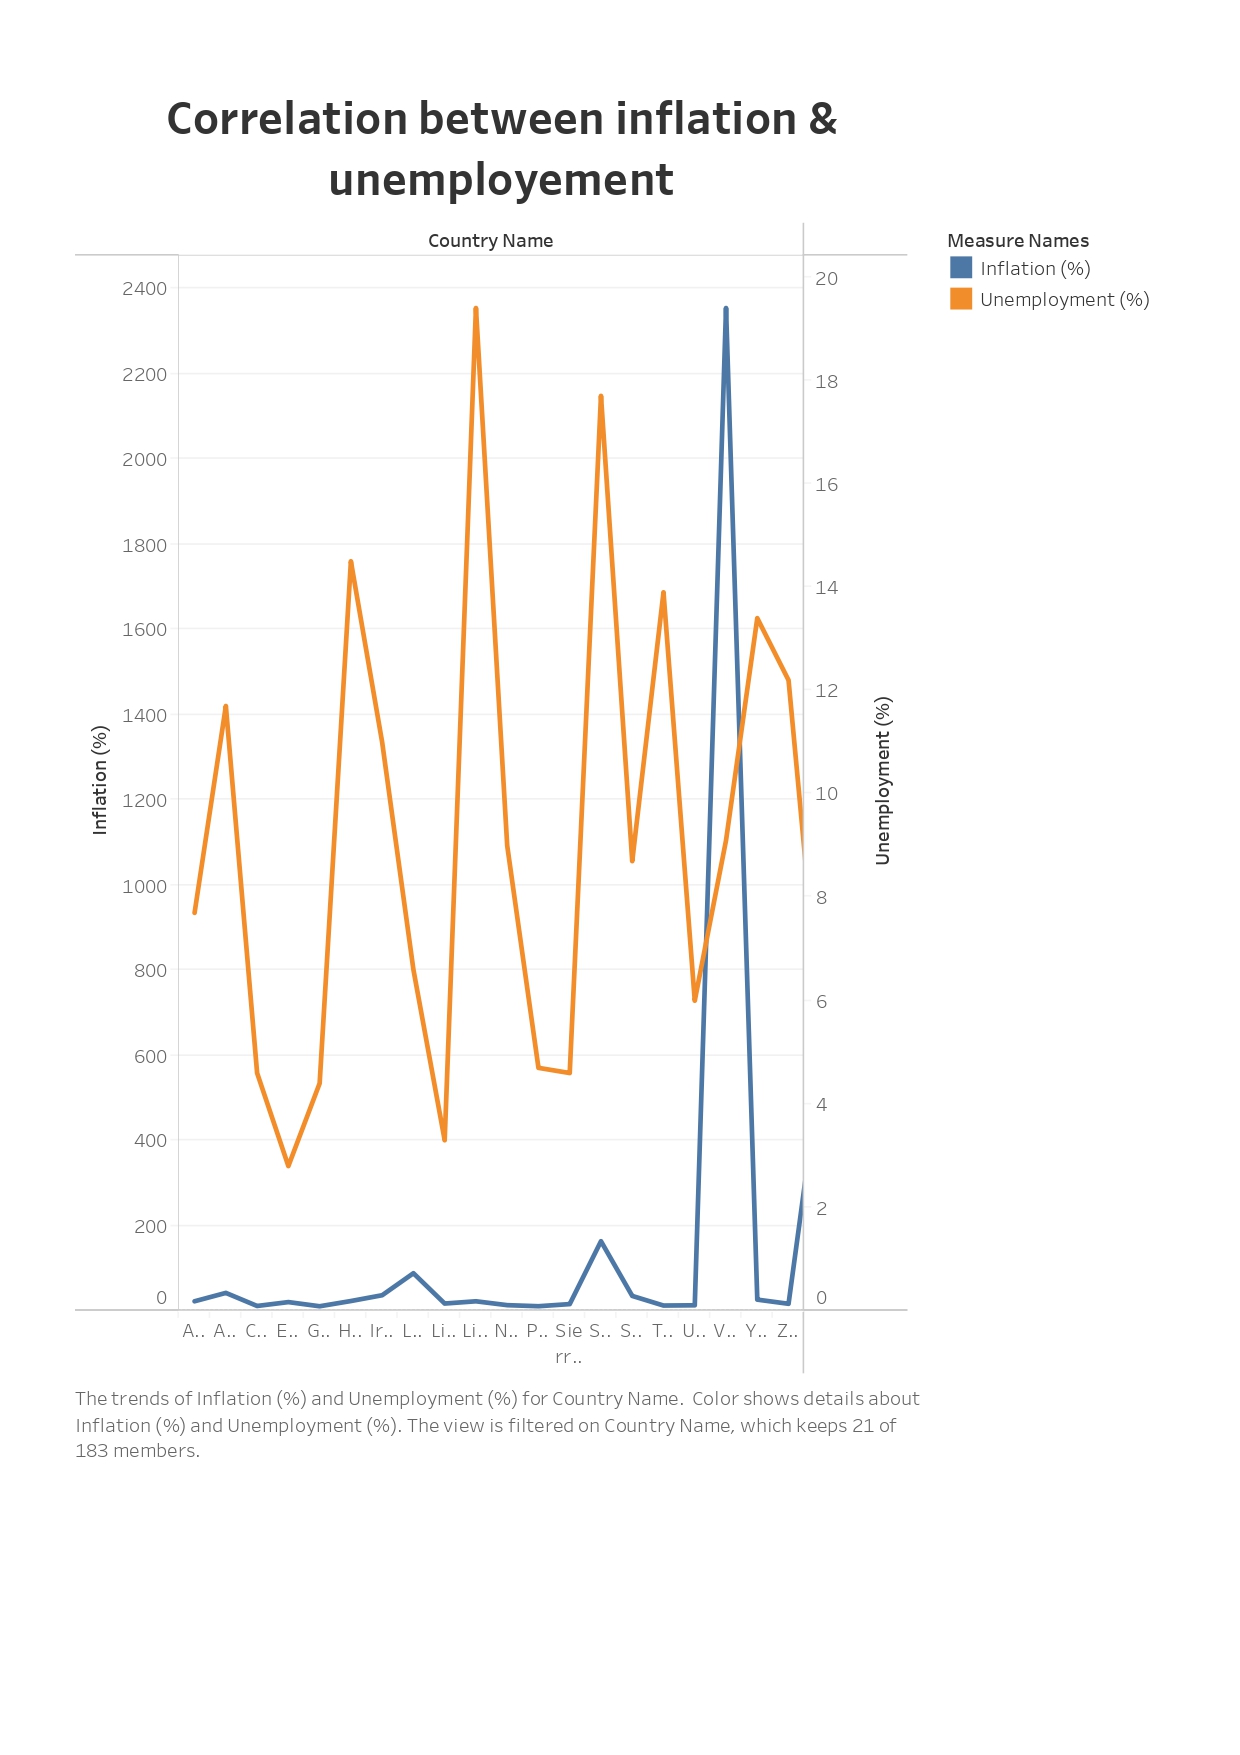 Correlation between inflation &
unemployement
Country Name
Measure Names
Inflation (%)
Unemployment (%)
2400
2200
2000
1800
1600
1400
1200
1000
800
600
400
200
0
Inflation (%)
20
18
16
14
12
10
8
6
4
2
0
Unemployment (%)
A.. A.. C.. E.. G.. H.. Ir.. L.. Li.. Li.. N.. P.. Sie S.. S.. T.. U.. V.. Y.. Z..
rr..
The trends of Inflation (%) and Unemployment (%) for Country Name.  Color shows details about
Inflation (%) and Unemployment (%). The view is filtered on Country Name, which keeps 21 of
183 members.